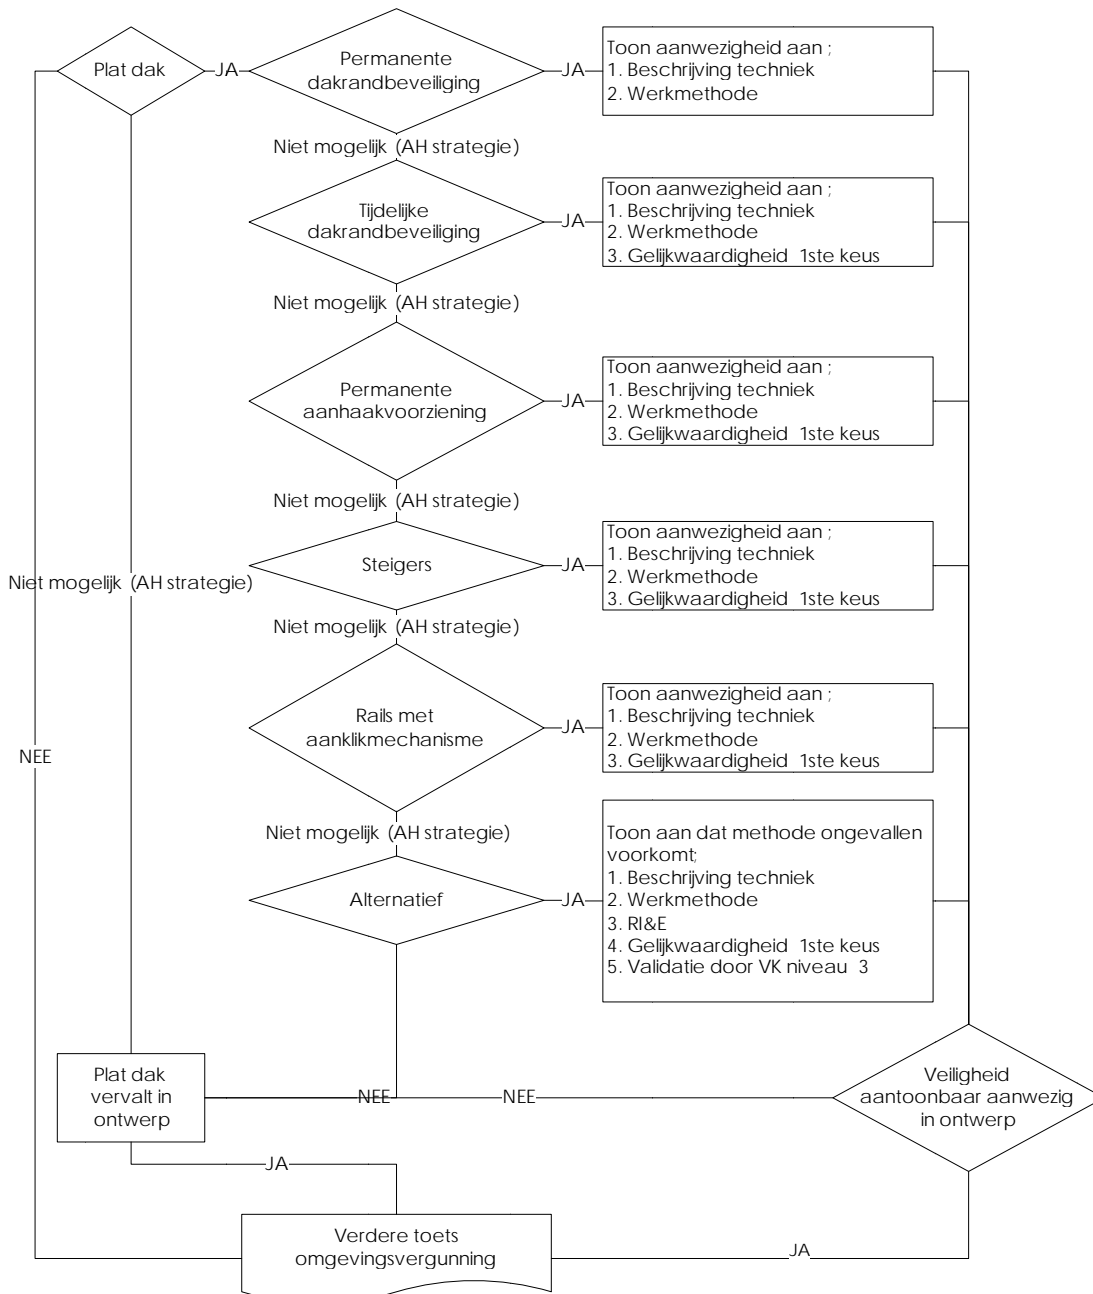 Plat dak
JA
Permanente
dakrandbeveiliging
JA
Toon aanwezigheid aan ;
1. Beschrijving techniek
2. Werkmethode
Niet mogelijk (AH strategie)
Tijdelijke
dakrandbeveiliging
JA
Toon aanwezigheid aan ;
1. Beschrijving techniek
2. Werkmethode
3. Gelijkwaardigheid 1ste keus
Niet mogelijk (AH strategie)
Permanente
aanhaakvoorziening
JA
Toon aanwezigheid aan ;
1. Beschrijving techniek
2. Werkmethode
3. Gelijkwaardigheid 1ste keus
Niet mogelijk (AH strategie)
Steigers
JA
Toon aanwezigheid aan ;
1. Beschrijving techniek
2. Werkmethode
3. Gelijkwaardigheid 1ste keus
Niet mogelijk (AH strategie)
Niet mogelijk (AH strategie)
Rails met
aanklikmechanisme
JA
Toon aanwezigheid aan ;
1. Beschrijving techniek
2. Werkmethode
3. Gelijkwaardigheid 1ste keus
NEE
Niet mogelijk (AH strategie)
Alternatief
JA
Toon aan dat methode ongevallen
voorkomt;
1. Beschrijving techniek
2. Werkmethode
3. RI&E
4. Gelijkwaardigheid 1ste keus
5. Validatie door VK niveau 3
Plat dak
vervalt in
ontwerp
NEE
NEE
Veiligheid
aantoonbaar aanwezig
in ontwerp
JA
Verdere toets
omgevingsvergunning
JA